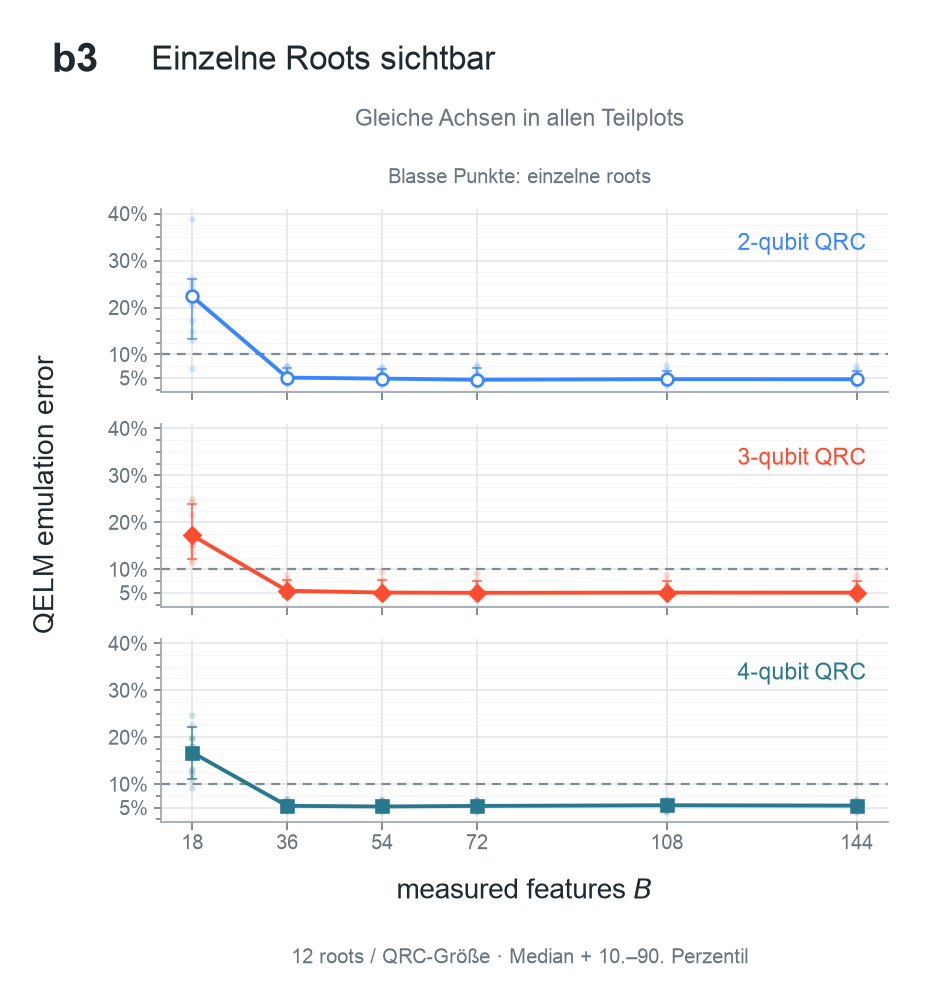 b3 Einzelne Roots sichtbar
Gleiche Achsen in allen Teilplots
Blasse Punkte: einzelne roots
40%
30%
20%
10%
5%
2-qubit QRC
40%
30%
20%
10%
5%
3-qubit QRC
40%
30%
20%
10%
5%
4-qubit QRC
QELM emulation error
18 36 54 72 108 144
measured features B
12 roots / QRC-Größe · Median + 10.–90. Perzentil